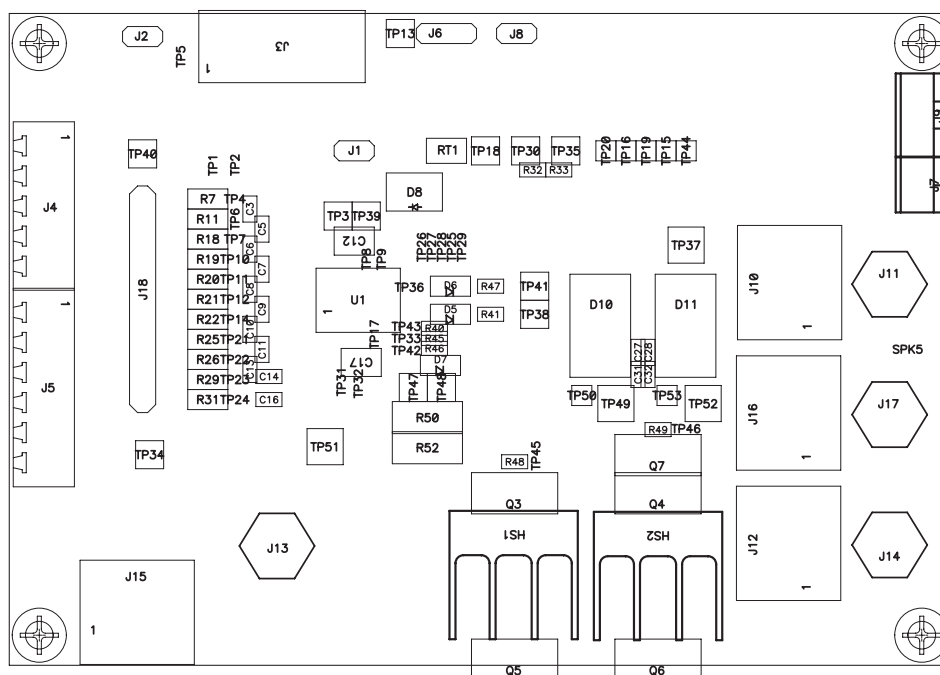 J2
TP5
J3
1
TP13
J6
J8
J9
J7
1
J4
TP40
TP1
TP2
J1
RT1
TP18
TP30
TP35
R32
R33
TP20
TP16
TP19
TP15
TP44
D8
R7
TP4
C3
R11
TP6
C5
R18
TP7
C6
R19
TP10
C7
R20
TP11
C8
R21
TP12
C9
R22
TP14
C10
R25
TP21
C11
R26
TP22
C13
R29
TP23
C14
R31
TP24
C16
TP3
TP39
C12
TP8
TP9
TP26
TP27
TP28
TP25
TP29
TP37
J18
U1
1
TP36
D6
R47
TP41
D5
R41
TP38
D10
D11
J10
1
J11
1
J5
TP17
TP43
R40
TP33
R45
TP42
R46
C17
D7
TP31
TP32
TP47
TP48
C27
C28
C31
C32
SPK5
TP50
TP49
TP53
TP52
J16
1
J17
R50
R52
TP51
TP34
R49
TP46
R48
TP45
Q7
Q3
Q4
HS1
HS2
J13
J12
1
J14
J15
1
Q5
Q6